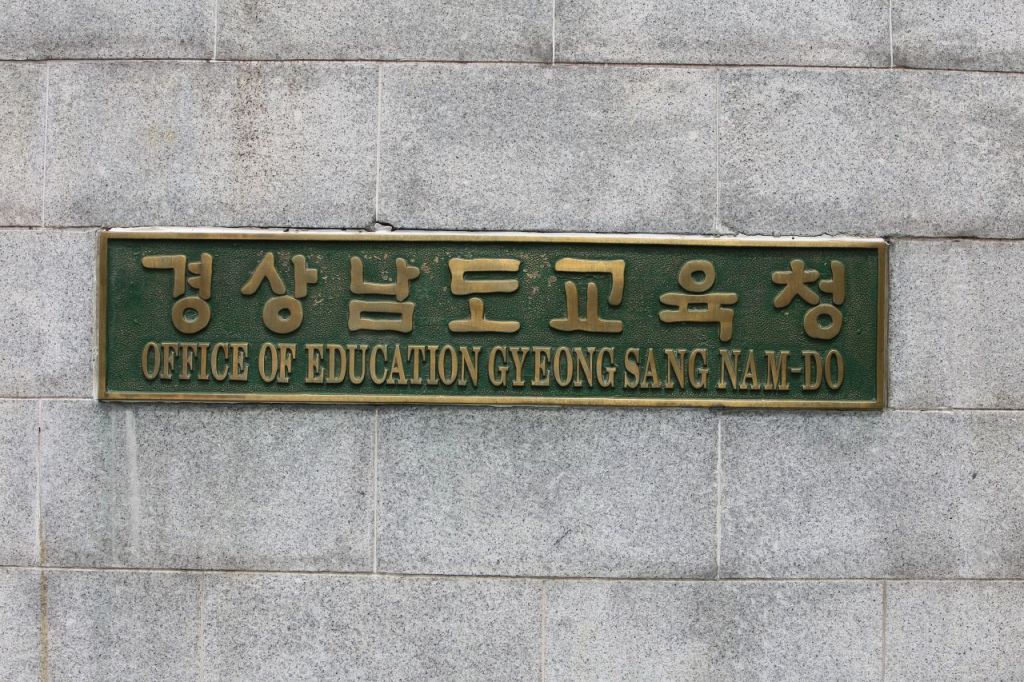 경상남도교육청
OFFICE OF EDUCATION GYEONG SANG NAM-DO